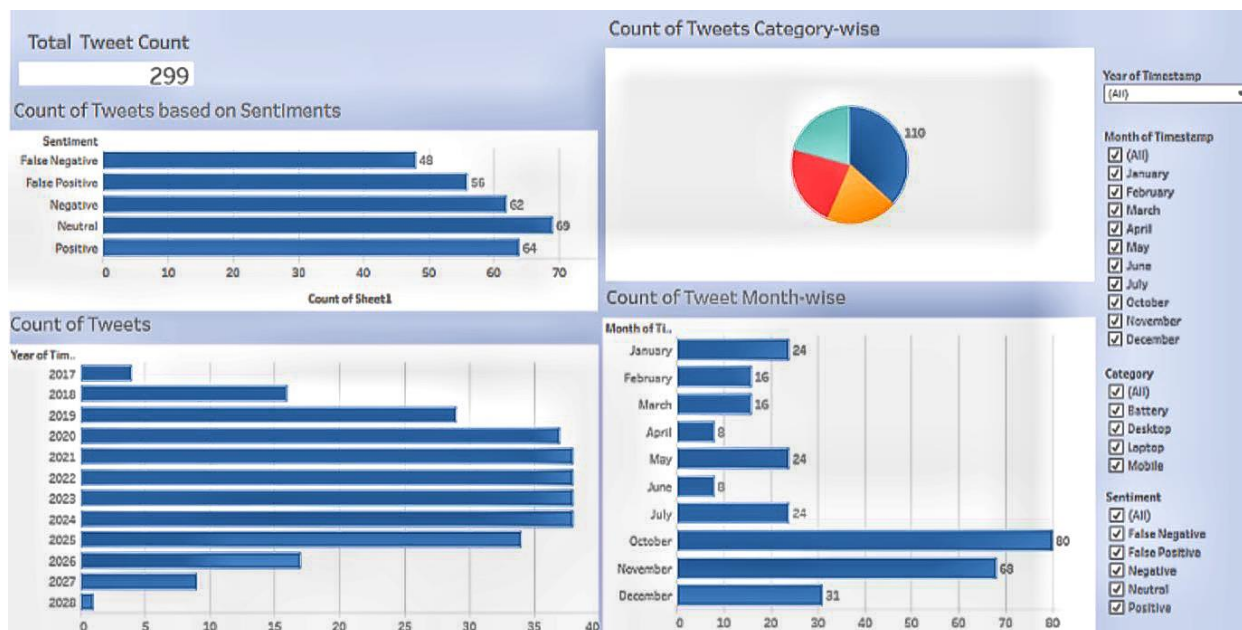 Total Tweet Count
299
Count of Tweets based on Sentiments
Sentiment
False Negative 48
False Positive 56
Negative 62
Neutral 69
Positive 64
0 10 20 30 40 50 60 70
Count of Sheet1
Count of Tweets
Year of Tim..
2017
2018
2019
2020
2021
2022
2023
2024
2025
2026
2027
2028
0 5 10 15 20 25 30 35 40
Count of Tweets Category-wise
110
Count of Tweet Month-wise
Month of Ti..
January 24
February 16
March 16
April 8
May 24
June 8
July 24
October 80
November 68
December 31
0 10 20 30 40 50 60 70 80
Year of Timestamp
(All)
Month of Timestamp
(All)
January
February
March
April
May
June
July
October
November
December
Category
(All)
Battery
Desktop
Laptop
Mobile
Sentiment
(All)
False Negative
False Positive
Negative
Neutral
Positive